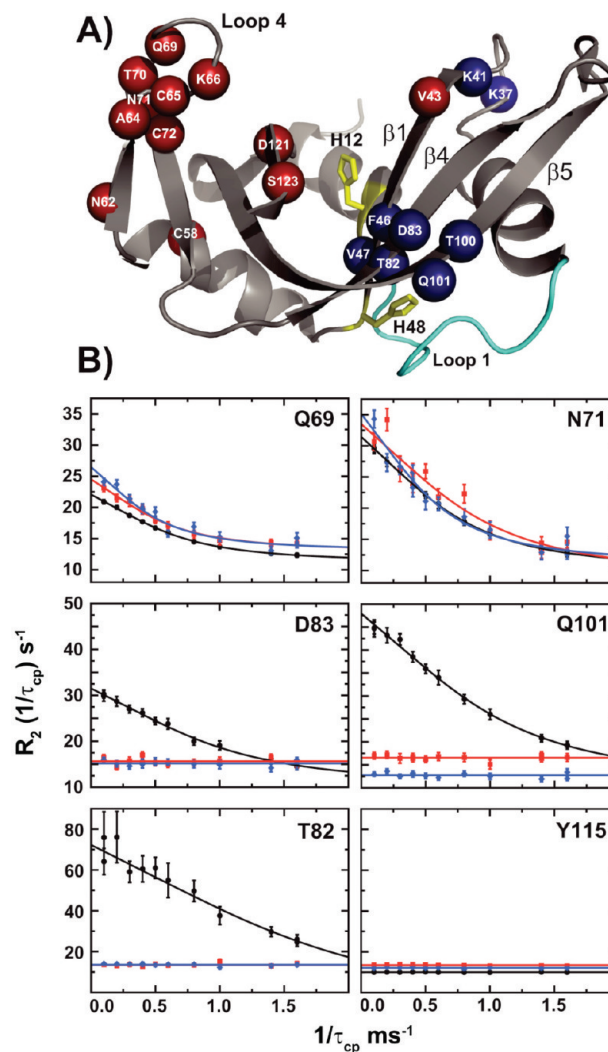 A)
Loop 4
Q69
T70
K66
N71
C65
A64
C72
N62
C58
D121
S123
H12
V43
K41
K37
β1
β4
β5
F46
D83
V47
T82
T100
Q101
H48
Loop 1
B)
Q69
N71
35
30
25
20
15
10
D83
Q101
50
40
30
20
10
T82
Y115
80
60
40
20
0.0 0.5 1.0 1.5 0.0 0.5 1.0 1.5
R2 (1/τcp) s-1
1/τcp ms-1